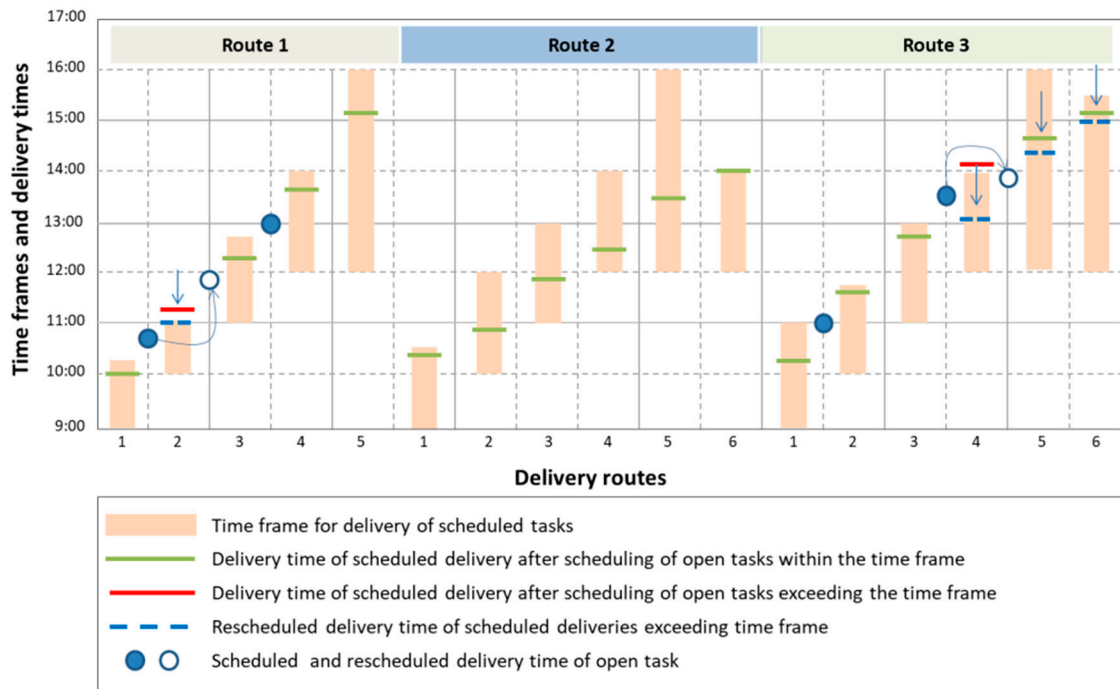 17:00
Route 1 Route 2 Route 3
16:00
15:00
14:00
13:00
12:00
11:00
10:00
9:00
Time frames and delivery times
1 2 3 4 5 1 2 3 4 5 6 1 2 3 4 5 6
Delivery routes
Time frame for delivery of scheduled tasks
Delivery time of scheduled delivery after scheduling of open tasks within the time frame
Delivery time of scheduled delivery after scheduling of open tasks exceeding the time frame
Rescheduled delivery time of scheduled deliveries exceeding time frame
Scheduled and rescheduled delivery time of open task